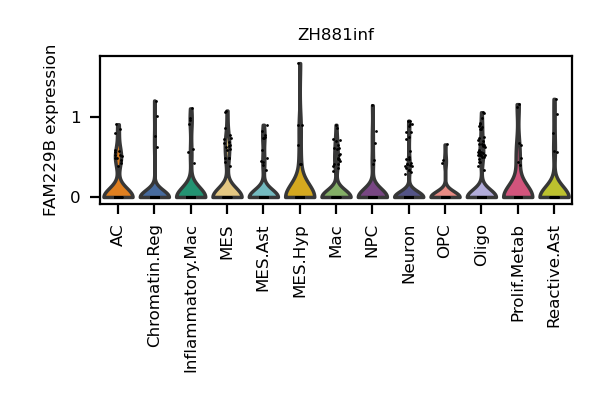 ZH881inf
FAM229B expression
1
0
AC
Chromatin.Reg
Inflammatory.Mac
MES
MES.Ast
MES.Hyp
Mac
NPC
Neuron
OPC
Oligo
Prolif.Metab
Reactive.Ast